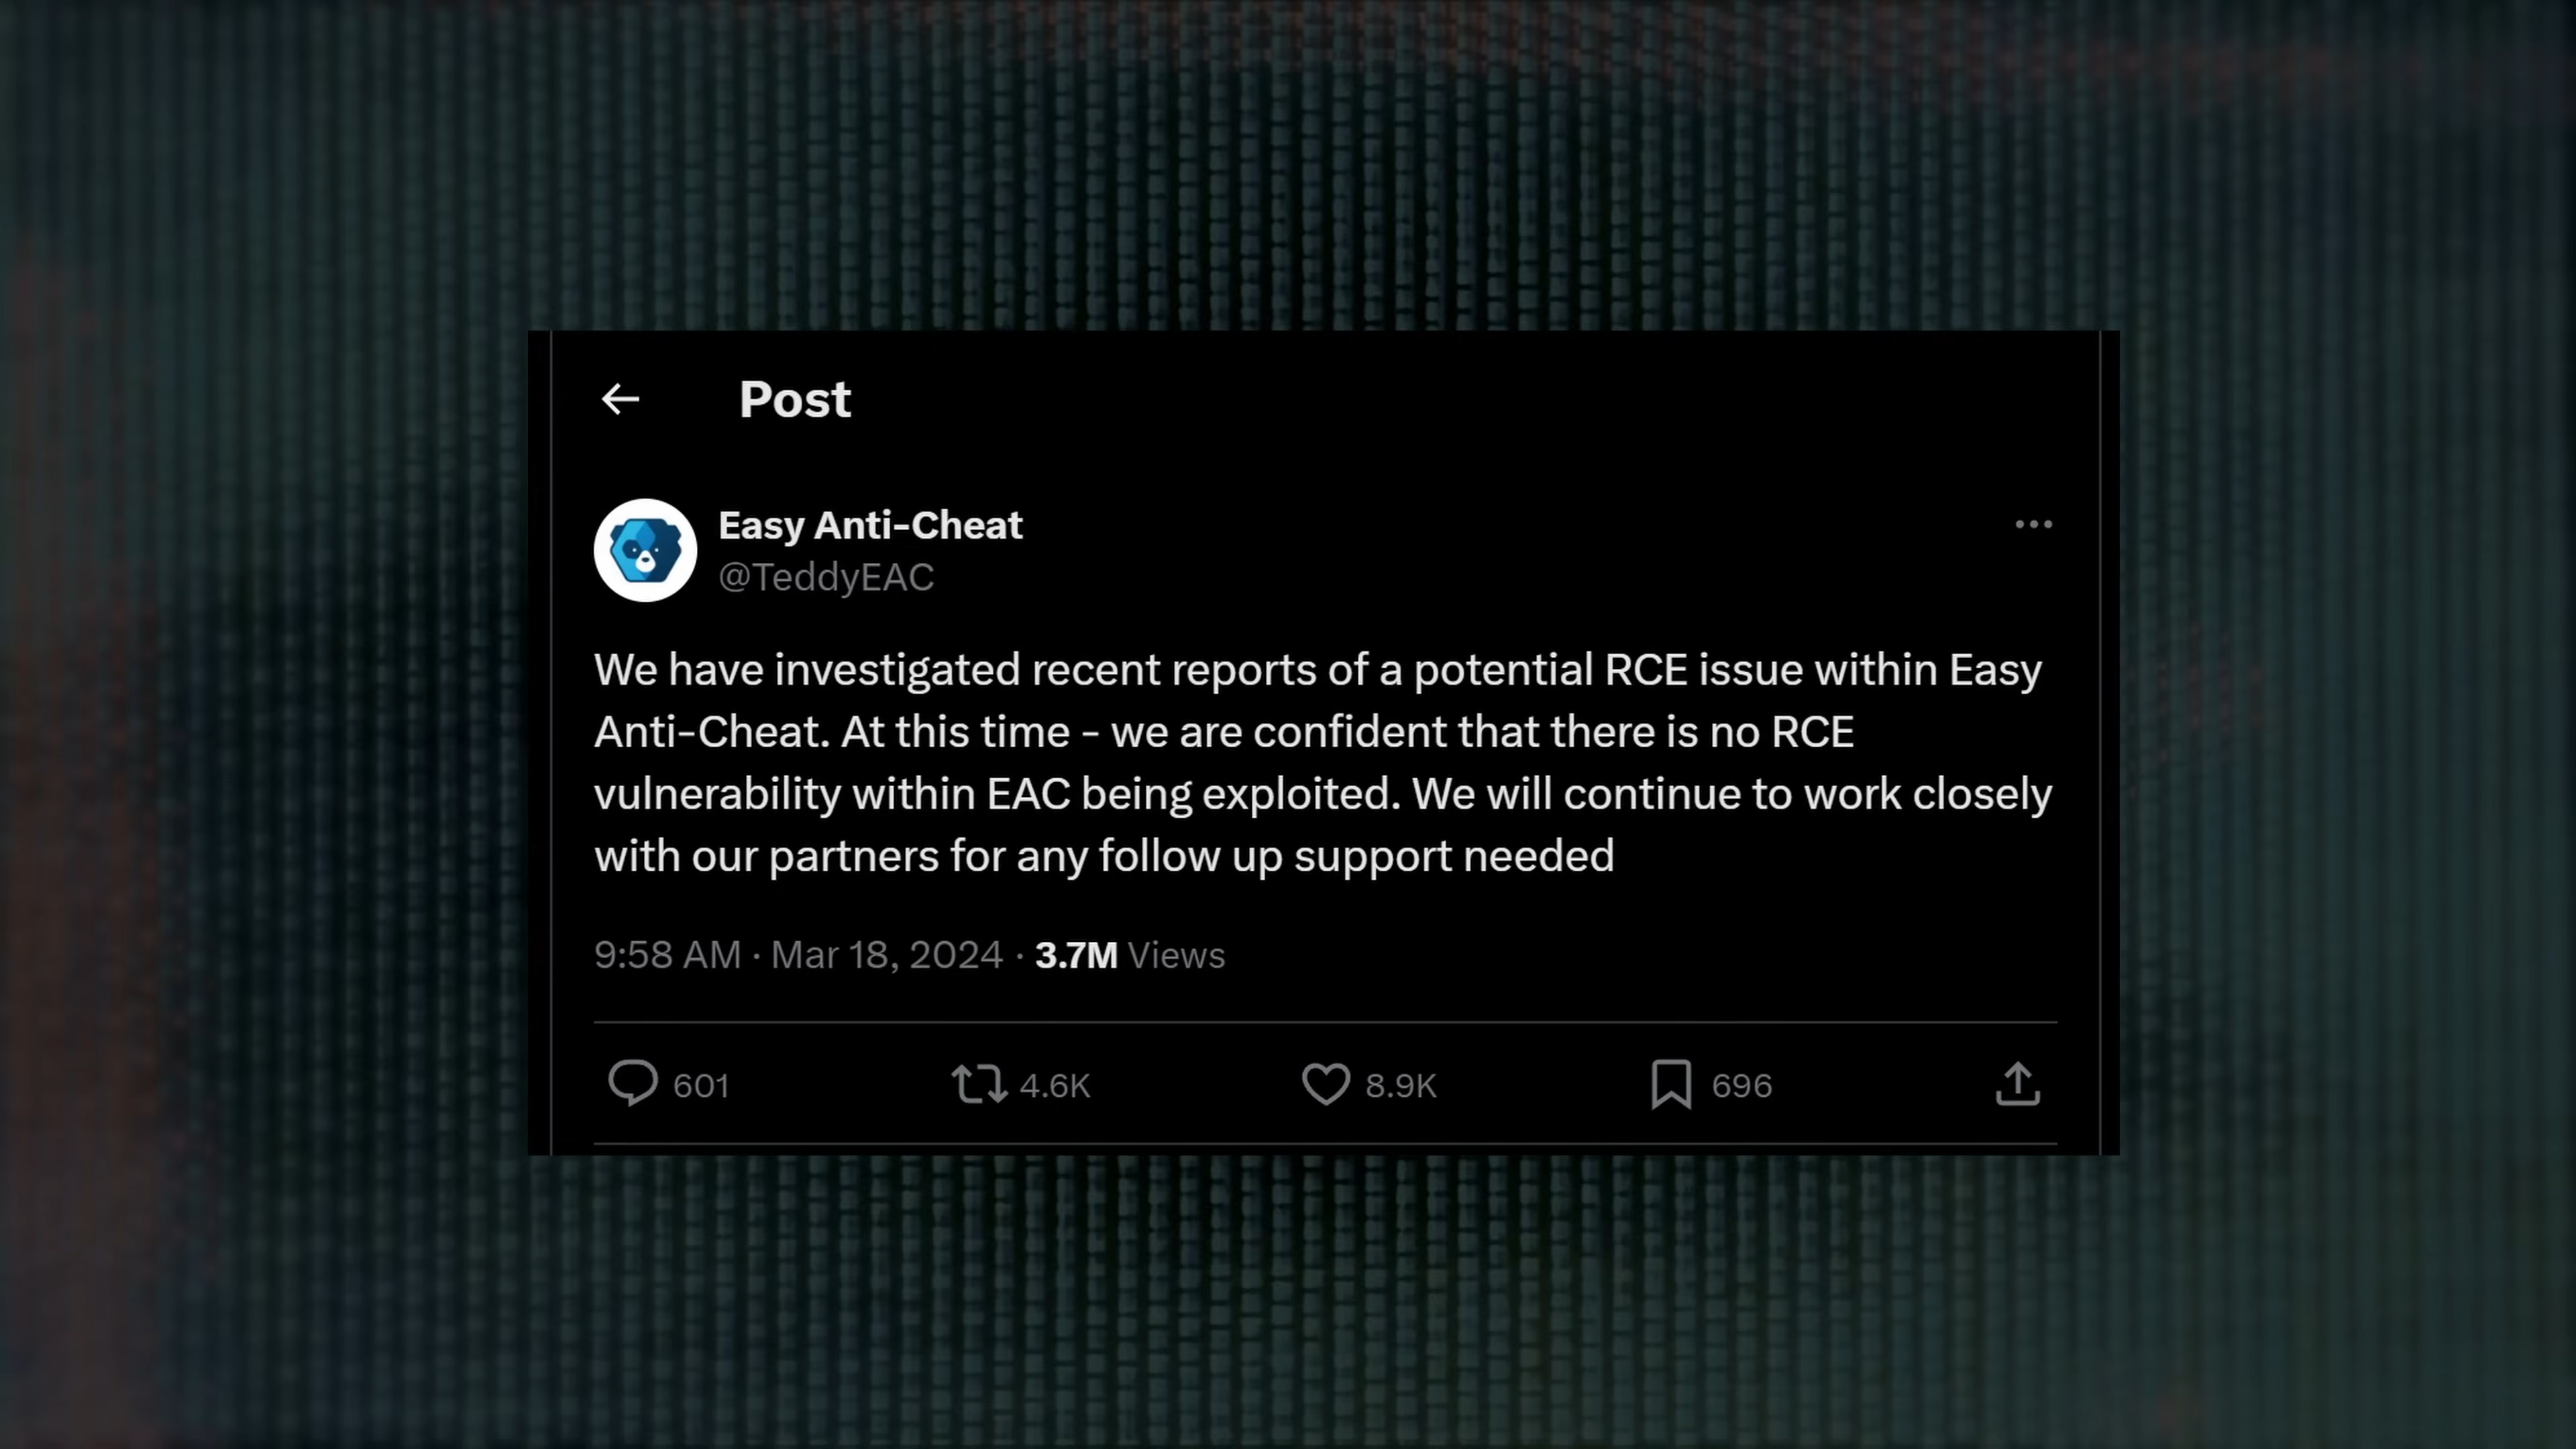 Post
Easy Anti-Cheat
@TeddyEAC
We have investigated recent reports of a potential RCE issue within Easy
Anti-Cheat. At this time - we are confident that there is no RCE
vulnerability within EAC being exploited. We will continue to work closely
with our partners for any follow up support needed
9:58 AM · Mar 18, 2024 · 3.7M Views
601 4.6K 8.9K 696